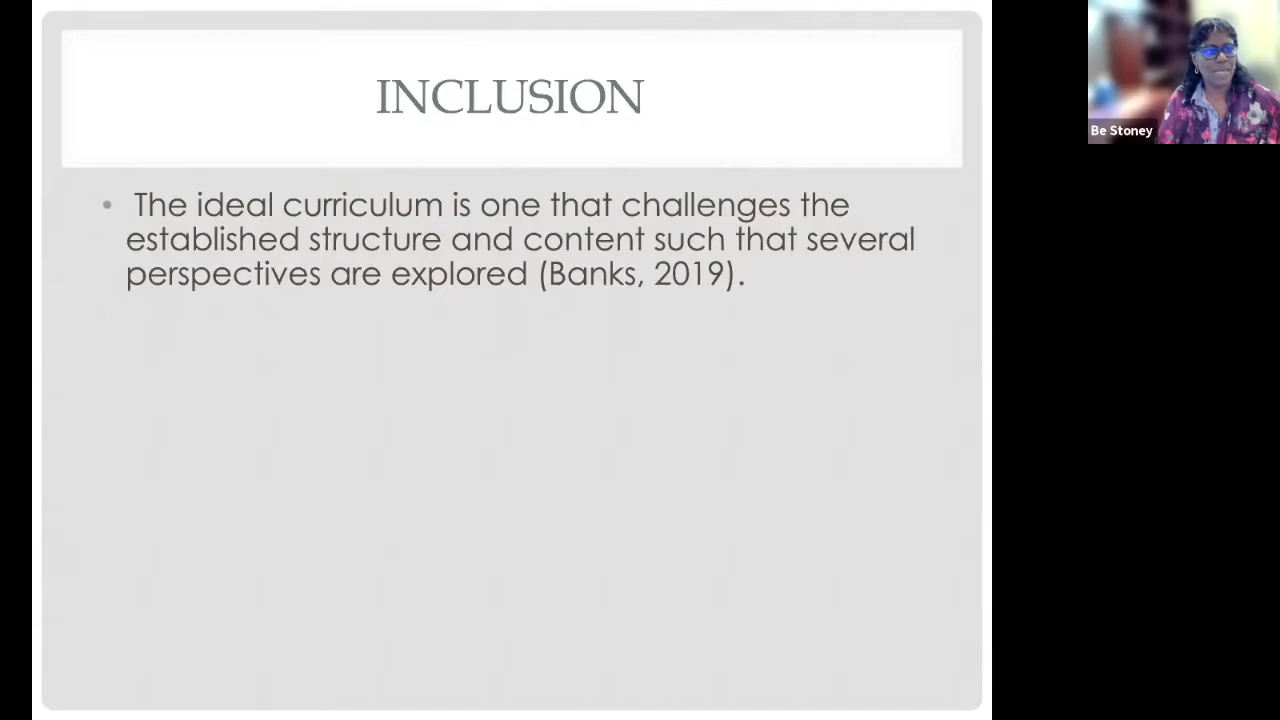 INCLUSION
• The ideal curriculum is one that challenges the
established structure and content such that several
perspectives are explored (Banks, 2019).
Be Stoney